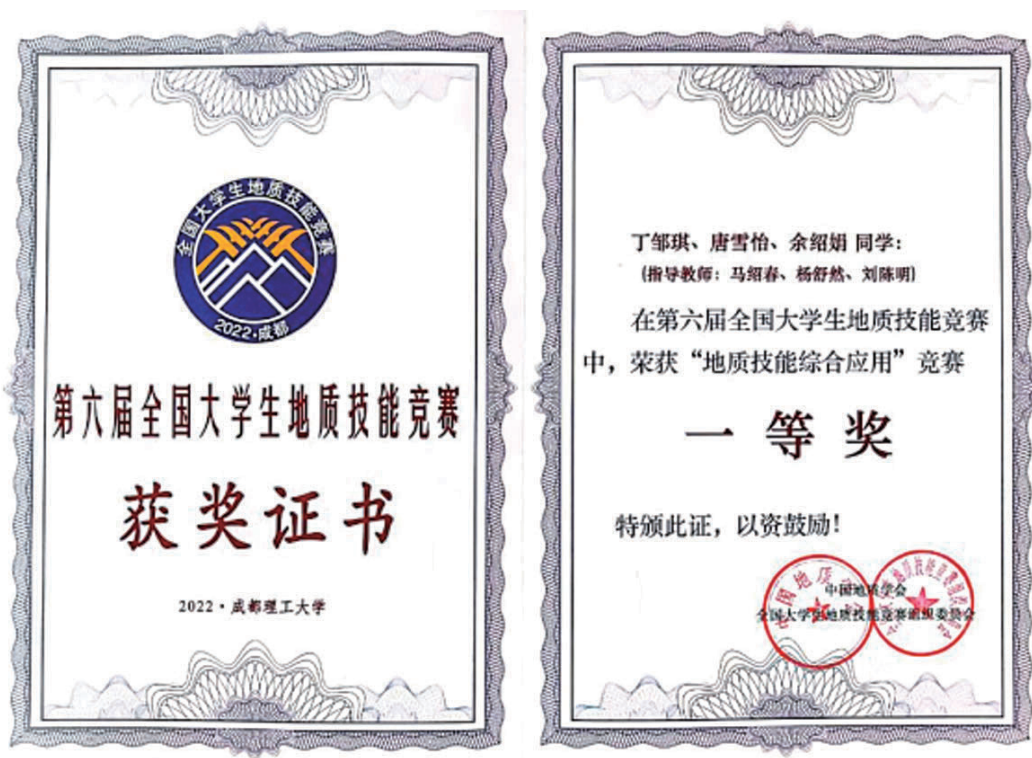 全国大学生地质技能竞赛
2022·成都
第六届全国大学生地质技能竞赛
获奖证书
2022·成都理工大学
丁邹琪、唐雪怡、余绍娟 同学：
(指导教师：马绍春、杨舒然、刘陈明)
在第六届全国大学生地质技能竞赛
中，荣获“地质技能综合应用”竞赛
一等奖
特颁此证，以资鼓励！
中国地质学会
全国大学生地质技能竞赛组织委员会